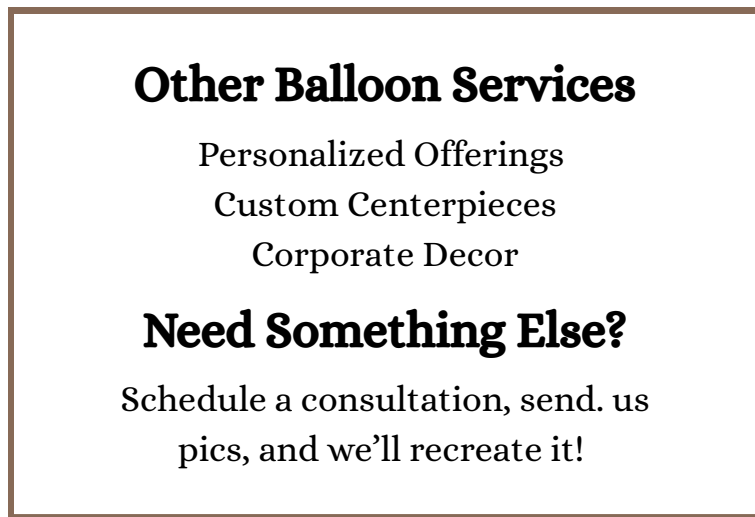 Other Balloon Services
Personalized Offerings
Custom Centerpieces
Corporate Decor
Need Something Else?
Schedule a consultation, send. us
pics, and we’ll recreate it!